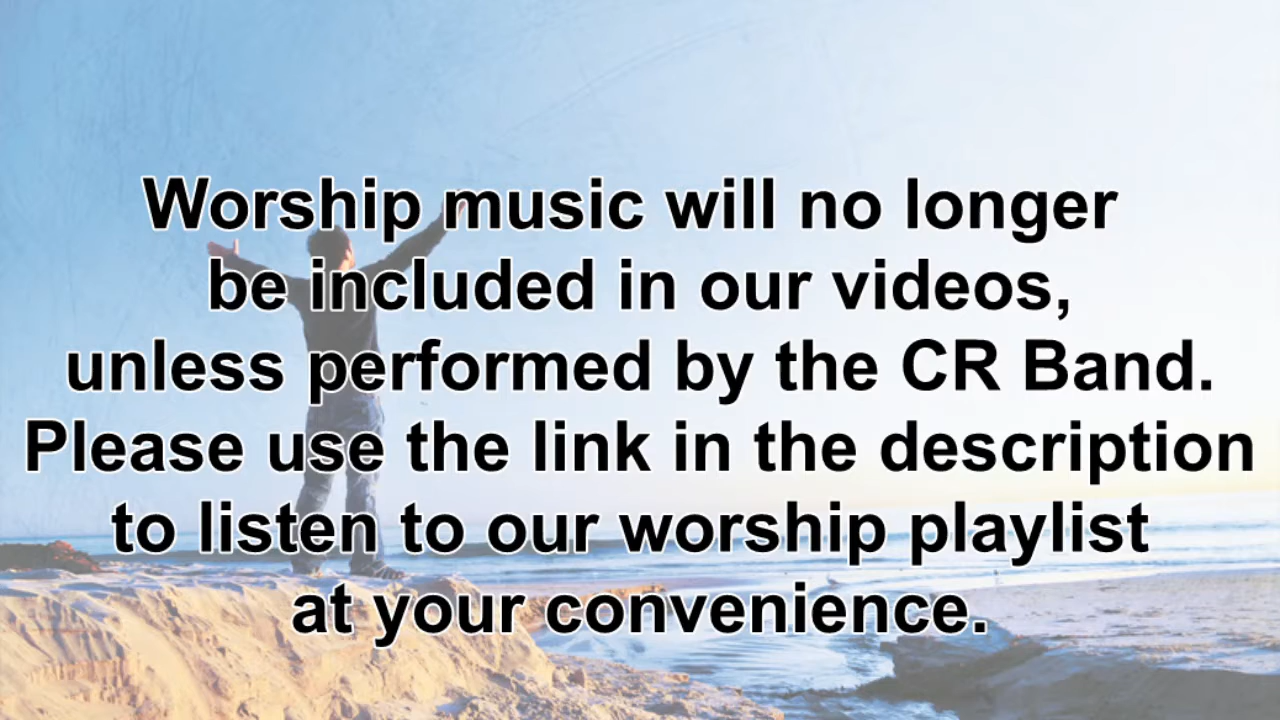 Worship music will no longer
be included in our videos,
unless performed by the CR Band.
Please use the link in the description
to listen to our worship playlist
at your convenience.